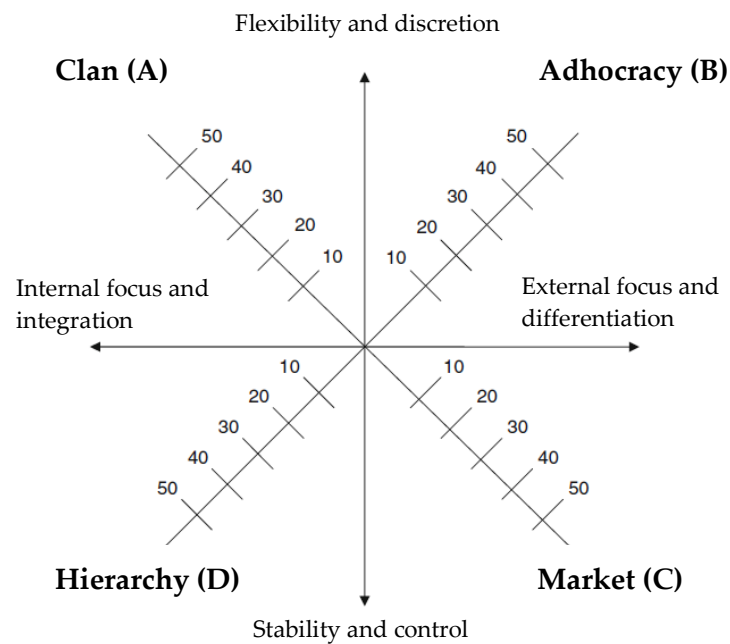 Flexibility and discretion
Clan (A)
Adhocracy (B)
50
50
40
40
30
30
20
20
10
10
Internal focus and
integration
External focus and
differentiation
10
10
20
20
30
30
40
40
50
50
Hierarchy (D)
Market (C)
Stability and control